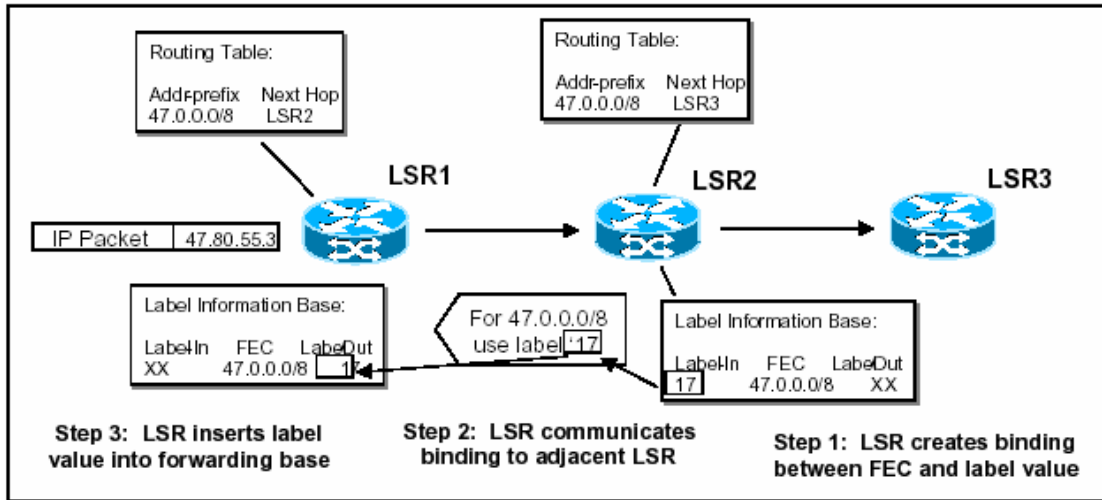 Routing Table:
Addr-prefix Next Hop
47.0.0.0/8 LSR2
Routing Table:
Addr-prefix Next Hop
47.0.0.0/8 LSR3
LSR1
LSR2
LSR3
IP Packet 47.80.55.3
Label Information Base:
Label-In FEC LabelOut
XX 47.0.0.0/8 17
For 47.0.0.0/8
use label '17'
Label Information Base:
Label-In FEC LabelOut
17 47.0.0.0/8 XX
Step 3: LSR inserts label
value into forwarding base
Step 2: LSR communicates
binding to adjacent LSR
Step 1: LSR creates binding
between FEC and label value